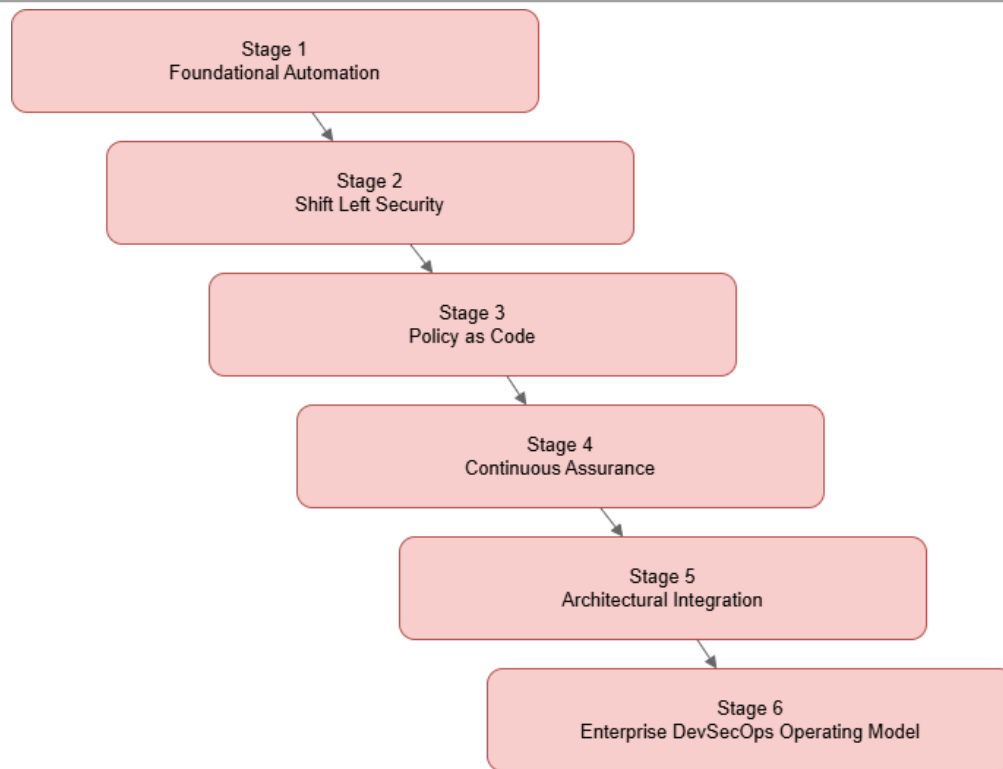 Stage 1
Foundational Automation
Stage 2
Shift Left Security
Stage 3
Policy as Code
Stage 4
Continuous Assurance
Stage 5
Architectural Integration
Stage 6
Enterprise DevSecOps Operating Model